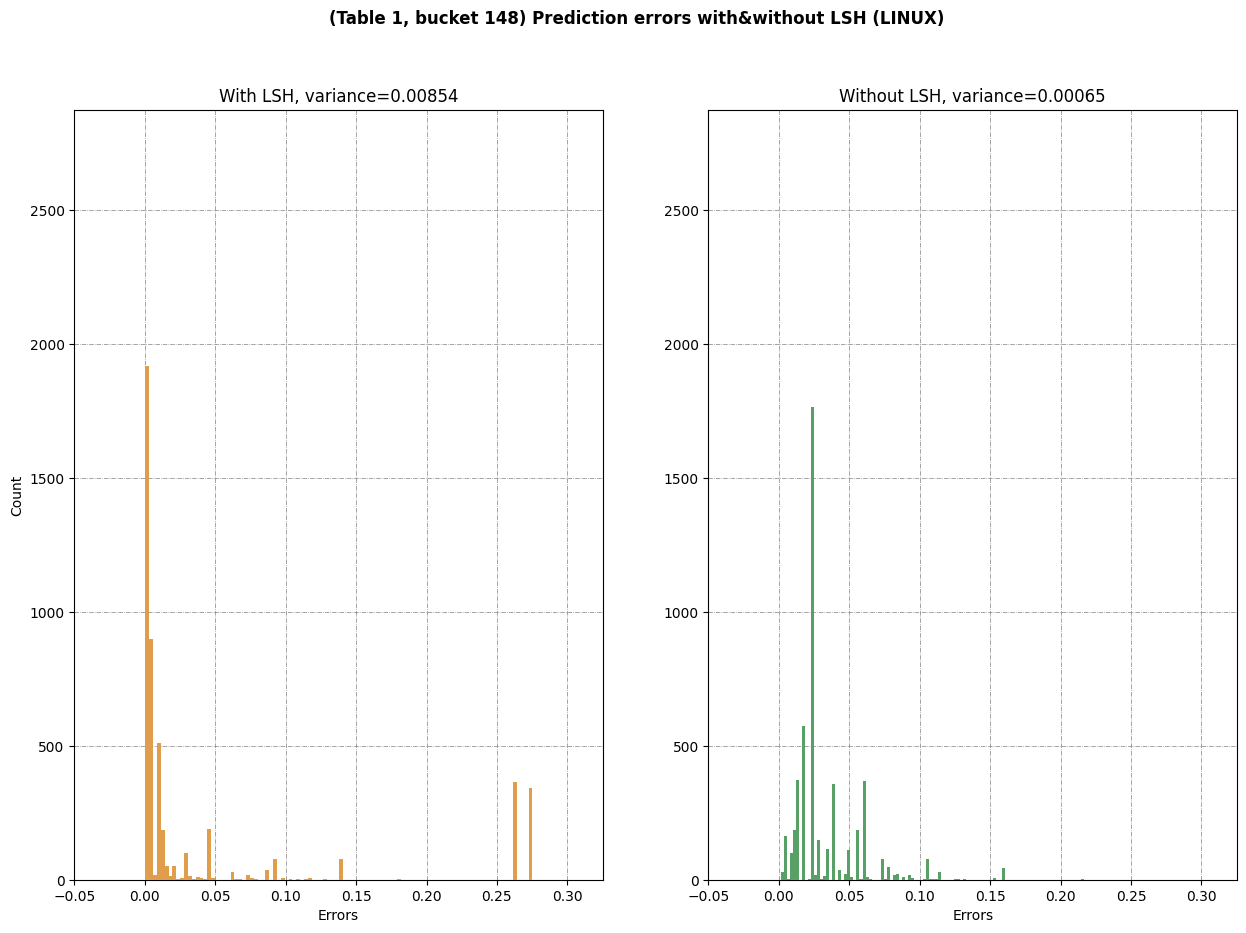 (Table 1, bucket 148) Prediction errors with&without LSH (LINUX)
With LSH, variance=0.00854
Count
2500
2000
1500
1000
500
0
−0.05 0.00 0.05 0.10 0.15 0.20 0.25 0.30
Errors
Without LSH, variance=0.00065
2500
2000
1500
1000
500
0
−0.05 0.00 0.05 0.10 0.15 0.20 0.25 0.30
Errors